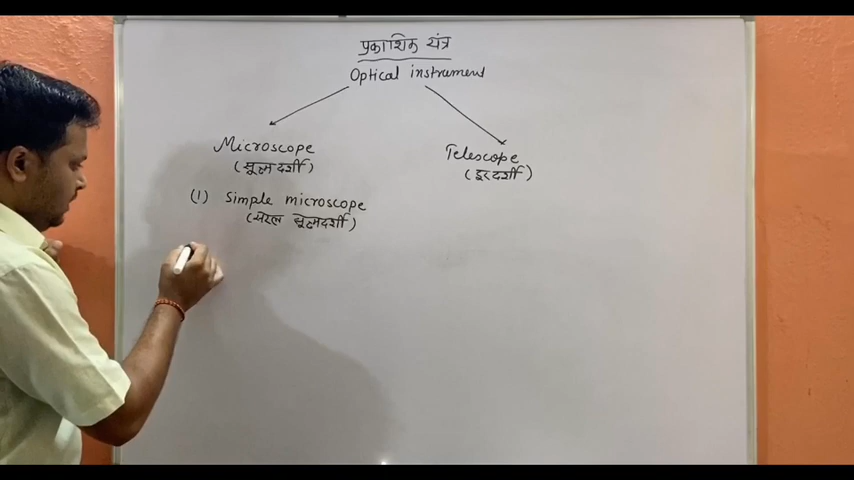 प्रकाशिक यंत्र
Optical instrument
Microscope
(सूक्ष्मदर्शी)
Telescope
(दूरदर्शी)
(1) Simple microscope
(सरल सूक्ष्मदर्शी)